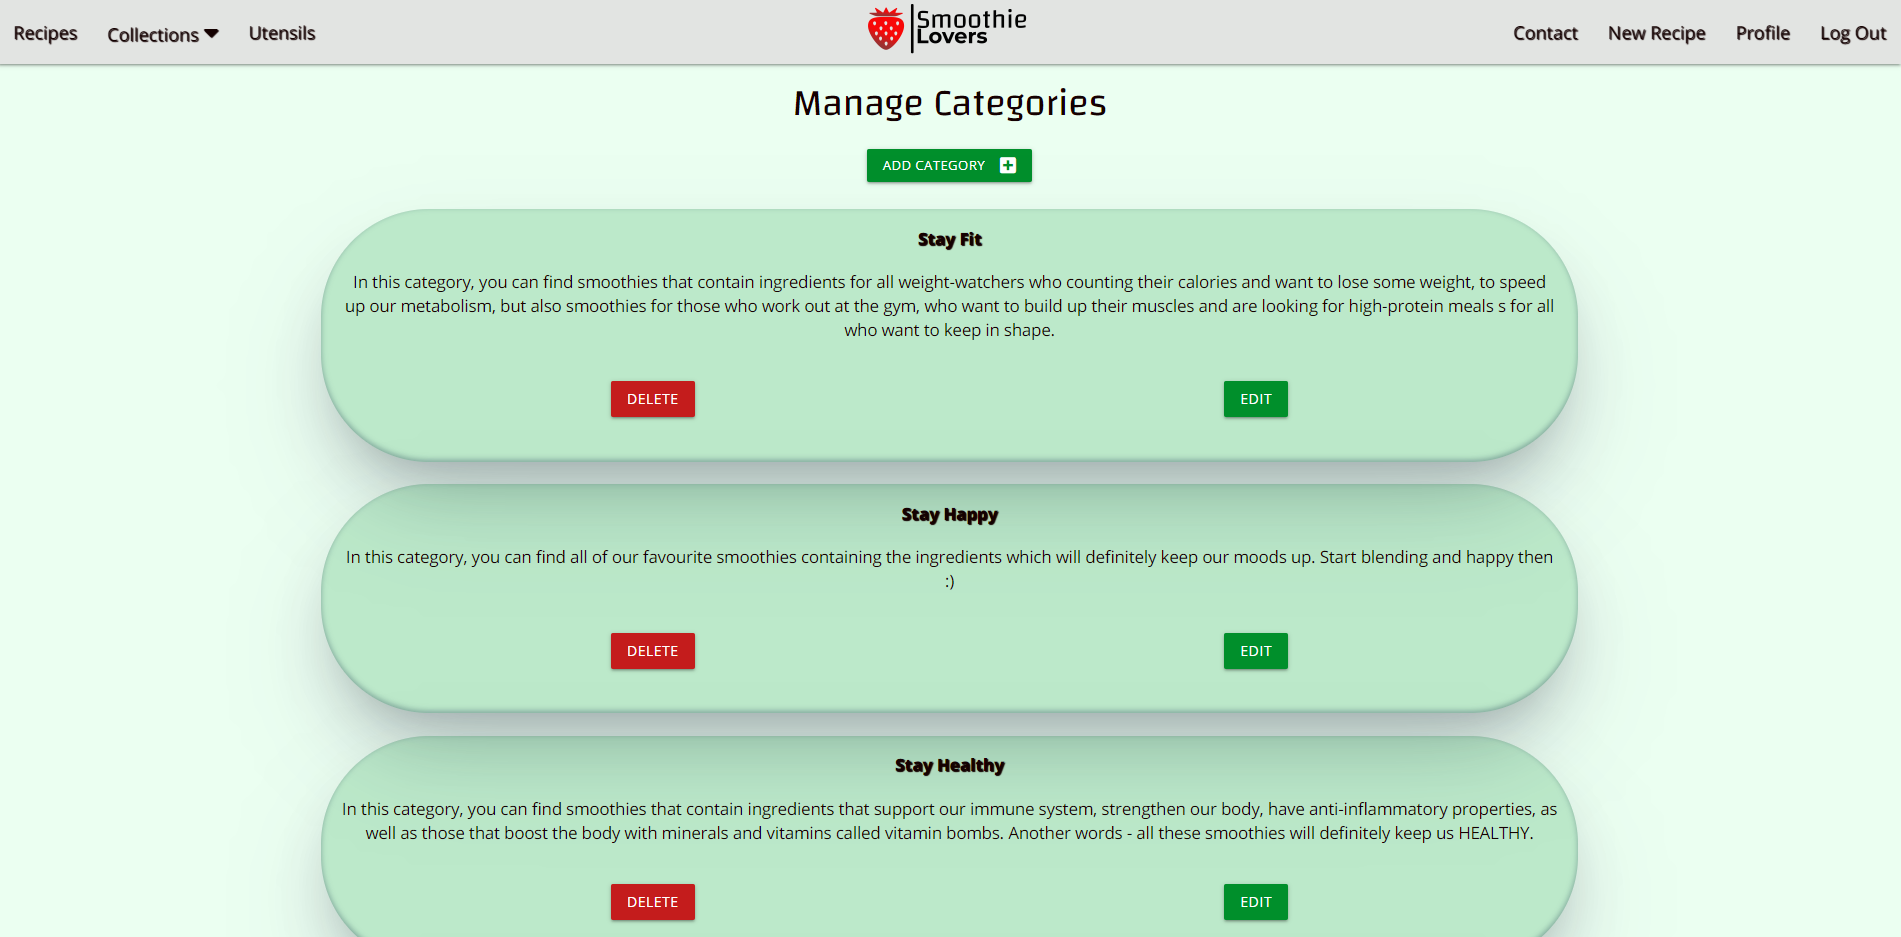 Recipes Collections Utensils Smoothie Lovers Contact New Recipe Profile Log Out
Manage Categories
ADD CATEGORY
Stay Fit
In this category, you can find smoothies that contain ingredients for all weight-watchers who counting their calories and want to lose some weight, to speed
up our metabolism, but also smoothies for those who work out at the gym, who want to build up their muscles and are looking for high-protein meals s for all
who want to keep in shape.
DELETE EDIT
Stay Happy
In this category, you can find all of our favourite smoothies containing the ingredients which will definitely keep our moods up. Start blending and happy then
:)
DELETE EDIT
Stay Healthy
In this category, you can find smoothies that contain ingredients that support our immune system, strengthen our body, have anti-inflammatory properties, as
well as those that boost the body with minerals and vitamins called vitamin bombs. Another words - all these smoothies will definitely keep us HEALTHY.
DELETE EDIT